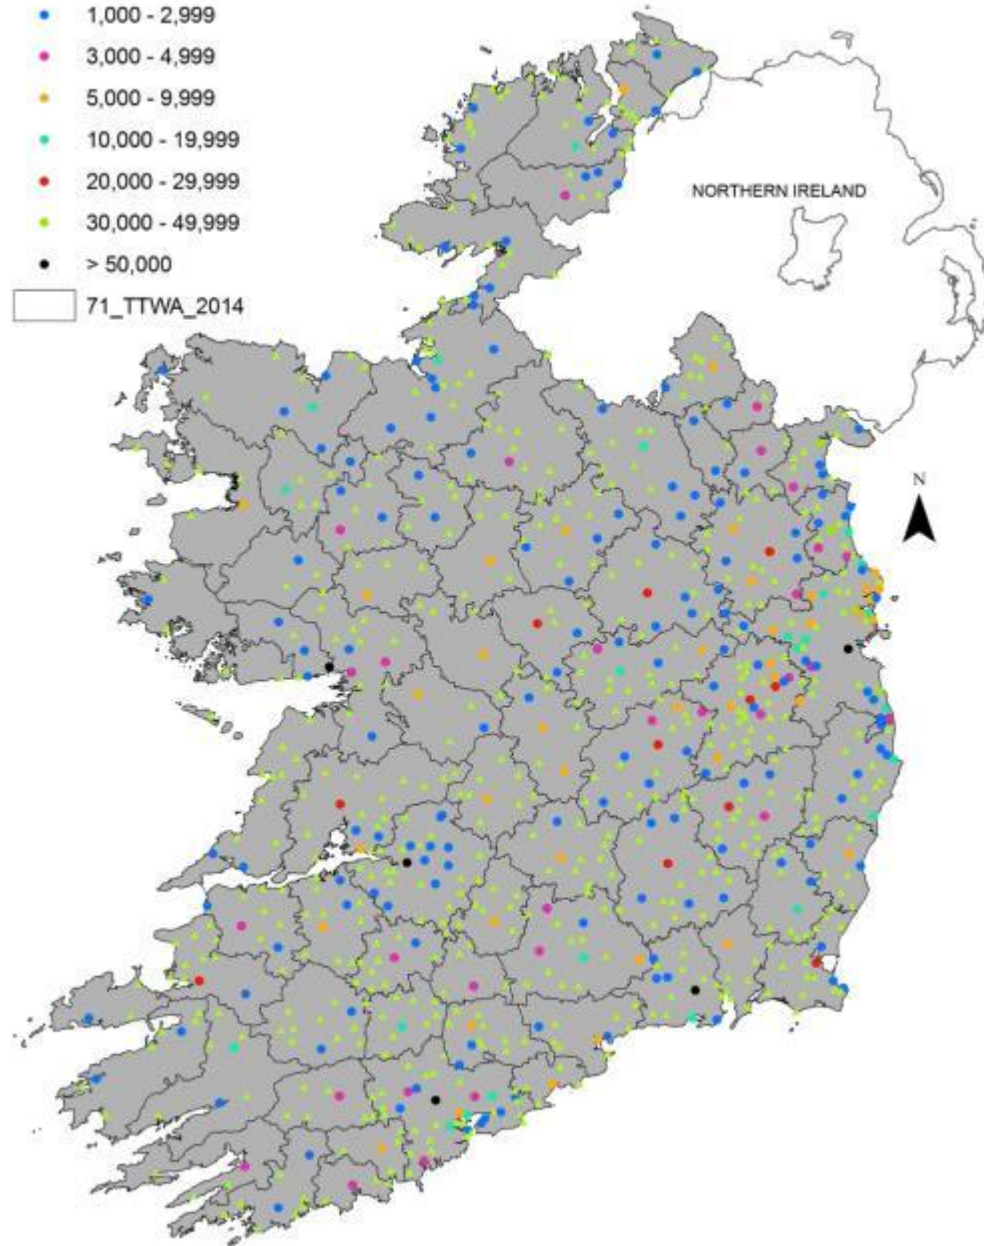 1,000 - 2,999
3,000 - 4,999
5,000 - 9,999
10,000 - 19,999
20,000 - 29,999
30,000 - 49,999
> 50,000
71_TTWA_2014
NORTHERN IRELAND
N